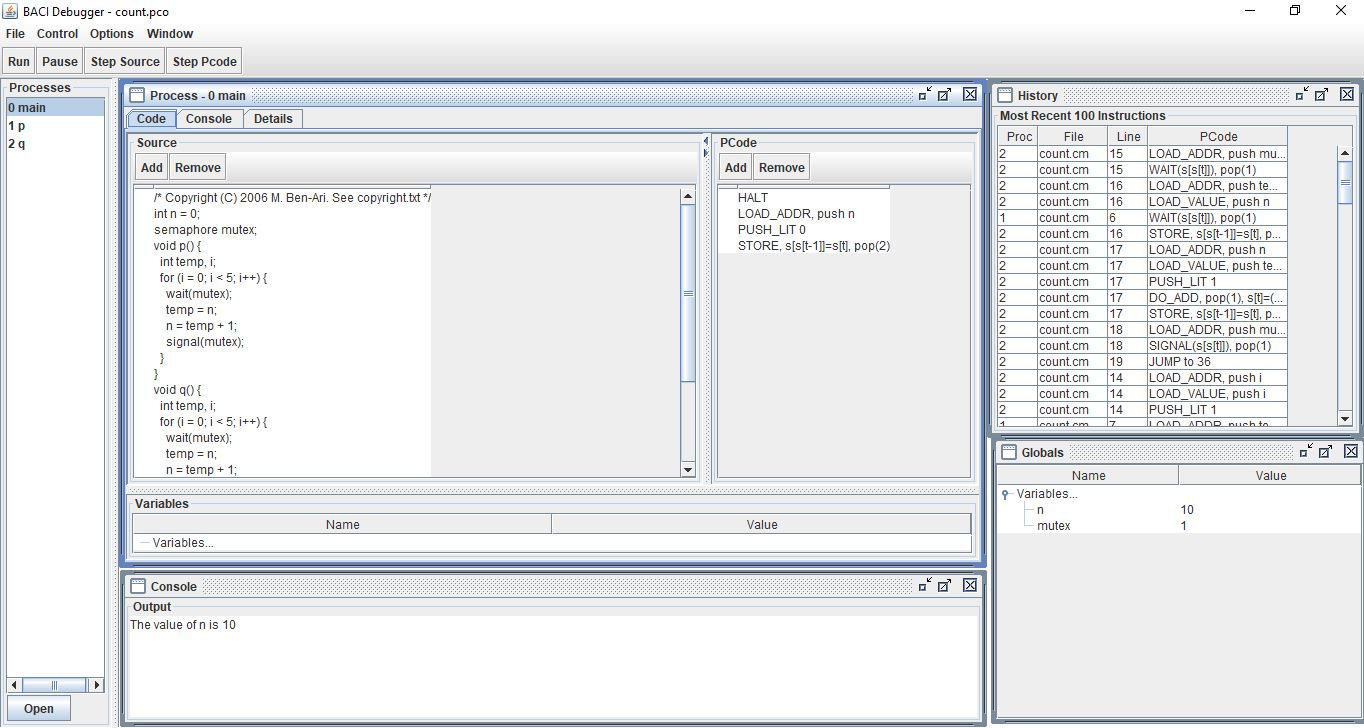 BACI Debugger - count.pco
File Control Options Window
Run Pause Step Source Step Pcode
Processes
0 main
1 p
2 q
Open
Process - 0 main
Code Console Details
Source
Add Remove
/* Copyright (C) 2006 M. Ben-Ari. See copyright.txt */
int n = 0;
semaphore mutex;
void p() {
int temp, i;
for (i = 0; i < 5; i++) {
wait(mutex);
temp = n;
n = temp + 1;
signal(mutex);
}
}
void q() {
int temp, i;
for (i = 0; i < 5; i++) {
wait(mutex);
temp = n;
n = temp + 1;
PCode
Add Remove
HALT
LOAD_ADDR, push n
PUSH_LIT 0
STORE, s[s[t-1]]=s[t], pop(2)
Variables
Name Value
Variables...
Console
Output
The value of n is 10
History
Most Recent 100 Instructions
Proc File Line PCode
2 count.cm 15 LOAD_ADDR, push mu...
2 count.cm 15 WAIT(s[s[t]]), pop(1)
2 count.cm 16 LOAD_ADDR, push te...
2 count.cm 16 LOAD_VALUE, push n
1 count.cm 6 WAIT(s[s[t]]), pop(1)
2 count.cm 16 STORE, s[s[t-1]]=s[t], p...
2 count.cm 17 LOAD_ADDR, push n
2 count.cm 17 LOAD_VALUE, push te...
2 count.cm 17 PUSH_LIT 1
2 count.cm 17 DO_ADD, pop(1), s[t]=(...
2 count.cm 17 STORE, s[s[t-1]]=s[t], p...
2 count.cm 18 LOAD_ADDR, push mu...
2 count.cm 18 SIGNAL(s[s[t]]), pop(1)
2 count.cm 19 JUMP to 36
2 count.cm 14 LOAD_ADDR, push i
2 count.cm 14 LOAD_VALUE, push i
2 count.cm 14 PUSH_LIT 1
1 count.cm 7 LOAD_ADDR, push te...
Globals
Name Value
Variables...
n 10
mutex 1